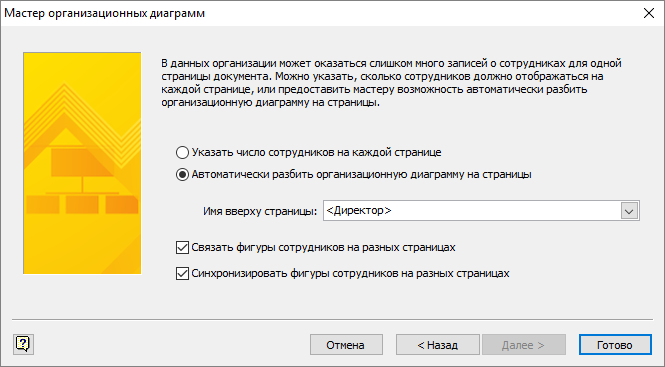 Мастер организационных диаграмм
В данных организации может оказаться слишком много записей о сотрудниках для одной
страницы документа. Можно указать, сколько сотрудников должно отображаться на
каждой странице, или предоставить мастеру возможность автоматически разбить
организационную диаграмму на страницы.
Указать число сотрудников на каждой странице
Автоматически разбить организационную диаграмму на страницы
Имя вверху страницы: <Директор>
Связать фигуры сотрудников на разных страницах
Синхронизировать фигуры сотрудников на разных страницах
? Отмена < Назад Далее > Готово